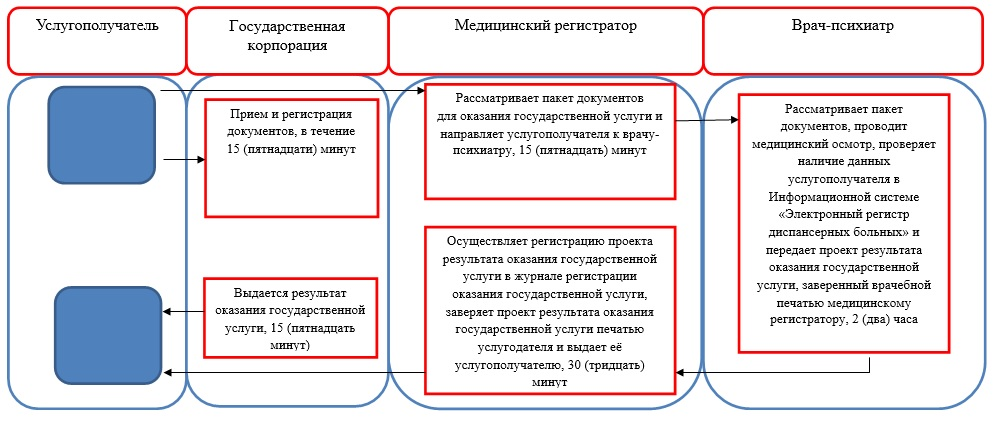 Услугополучатель
Государственная
корпорация
Медицинский регистратор
Врач-психиатр
Прием и регистрация
документов, в течение
15 (пятнадцати) минут
Рассматривает пакет документов
для оказания государственной услуги и
направляет услугополучателя к врачу-
психиатру, 15 (пятнадцать) минут
Рассматривает пакет
документов, проводит
медицинский осмотр, проверяет
наличие данных
услугополучателя в
Информационной системе
«Электронный регистр
диспансерных больных» и
передает проект результата
оказания государственной
услуги, заверенный врачебной
печатью медицинскому
регистратору, 2 (два) часа
Выдается результат
оказания государственной
услуги, 15 (пятнадцать
минут)
Осуществляет регистрацию проекта
результата оказания государственной
услуги в журнале регистрации
оказания государственной услуги,
заверяет проект результата оказания
государственной услуги печатью
услугодателя и выдает её
услугополучателю, 30 (тридцать)
минут